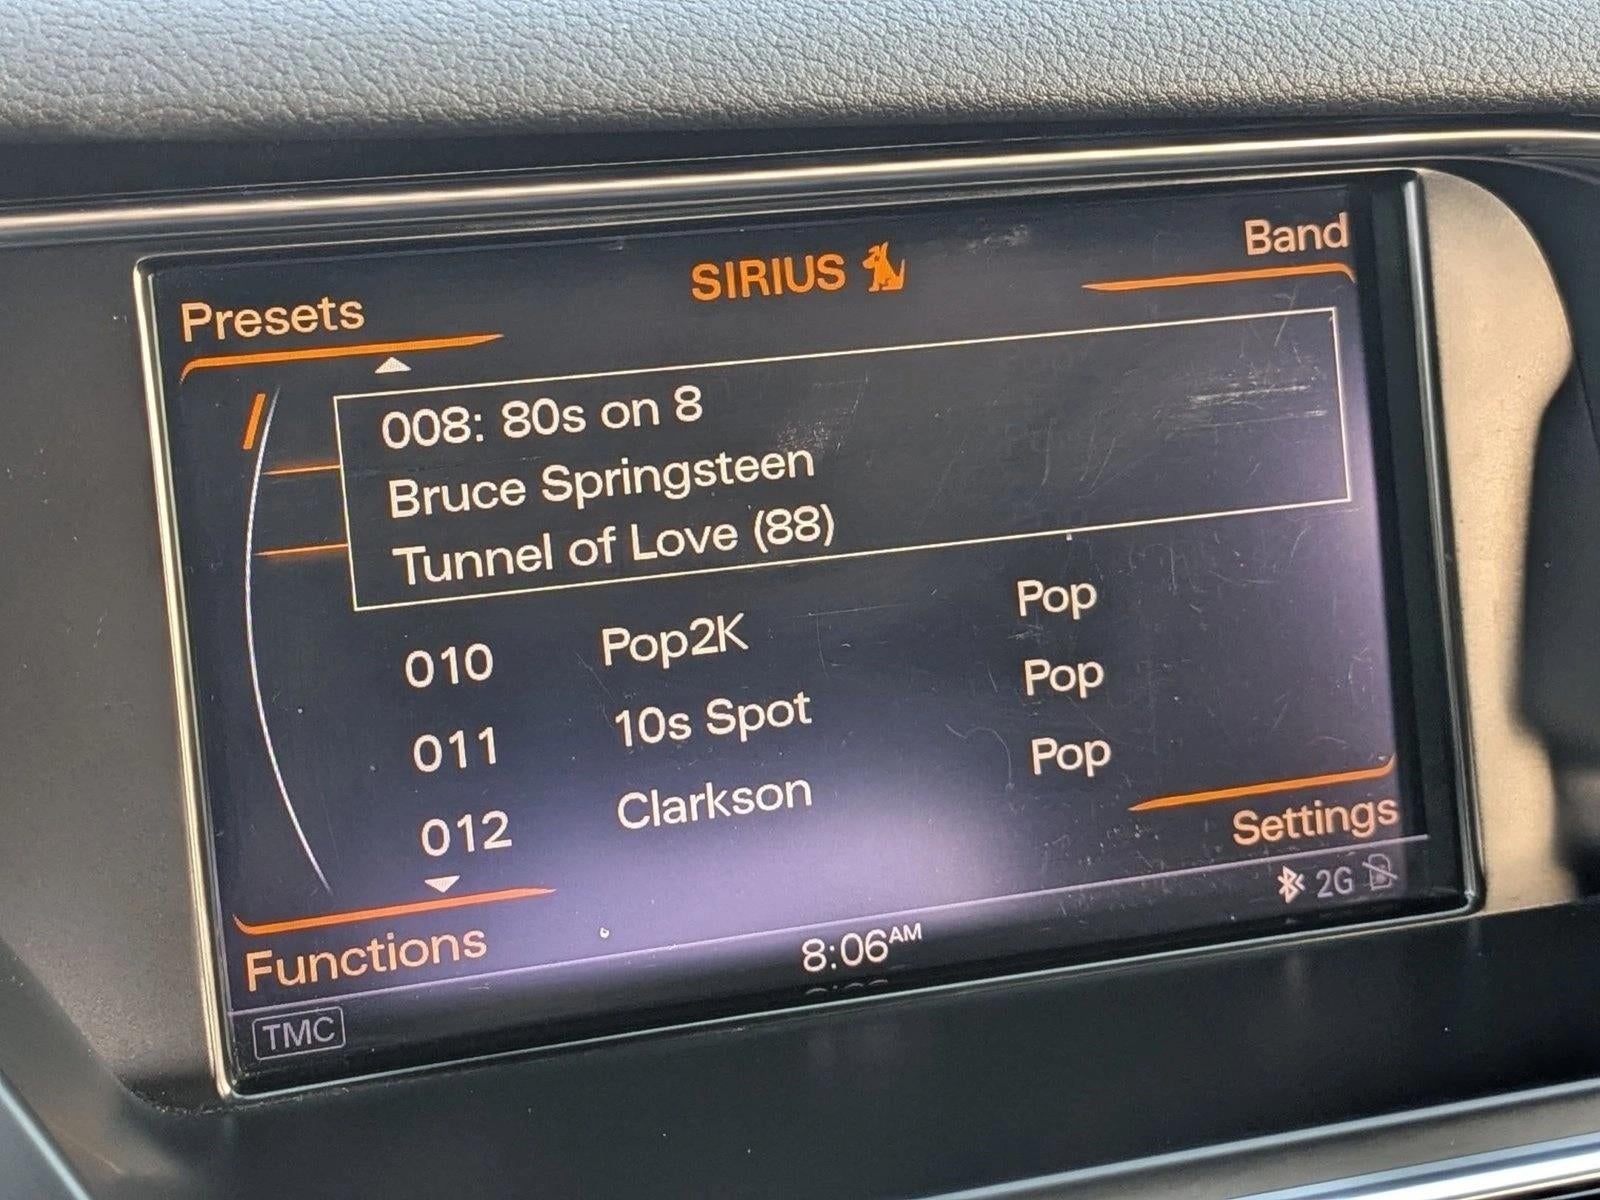 Presets
SIRIUS
Band
008: 80s on 8
Bruce Springsteen
Tunnel of Love (88)
010 Pop2K Pop
011 10s Spot Pop
012 Clarkson Pop
Settings
Functions
8:06AM
2G
TMC